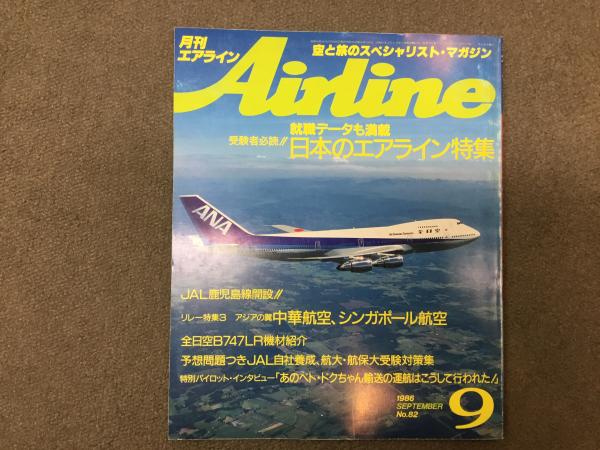 月刊
エアライン
空と旅のスペシャリスト・マガジン
Airline
就職データも満載
受験者必読!!
日本のエアライン特集
ANA
全日空
JAL鹿児島線開設!!
リレー特集3 アジアの翼 中華航空、シンガポール航空
全日空B747LR機材紹介
予想問題つきJAL自社養成、航大・航保大受験対策集
特別パイロット・インタビュー「あのベト・ドクちゃん輸送の運航はこうして行われた!」
1986
SEPTEMBER
No.82
9